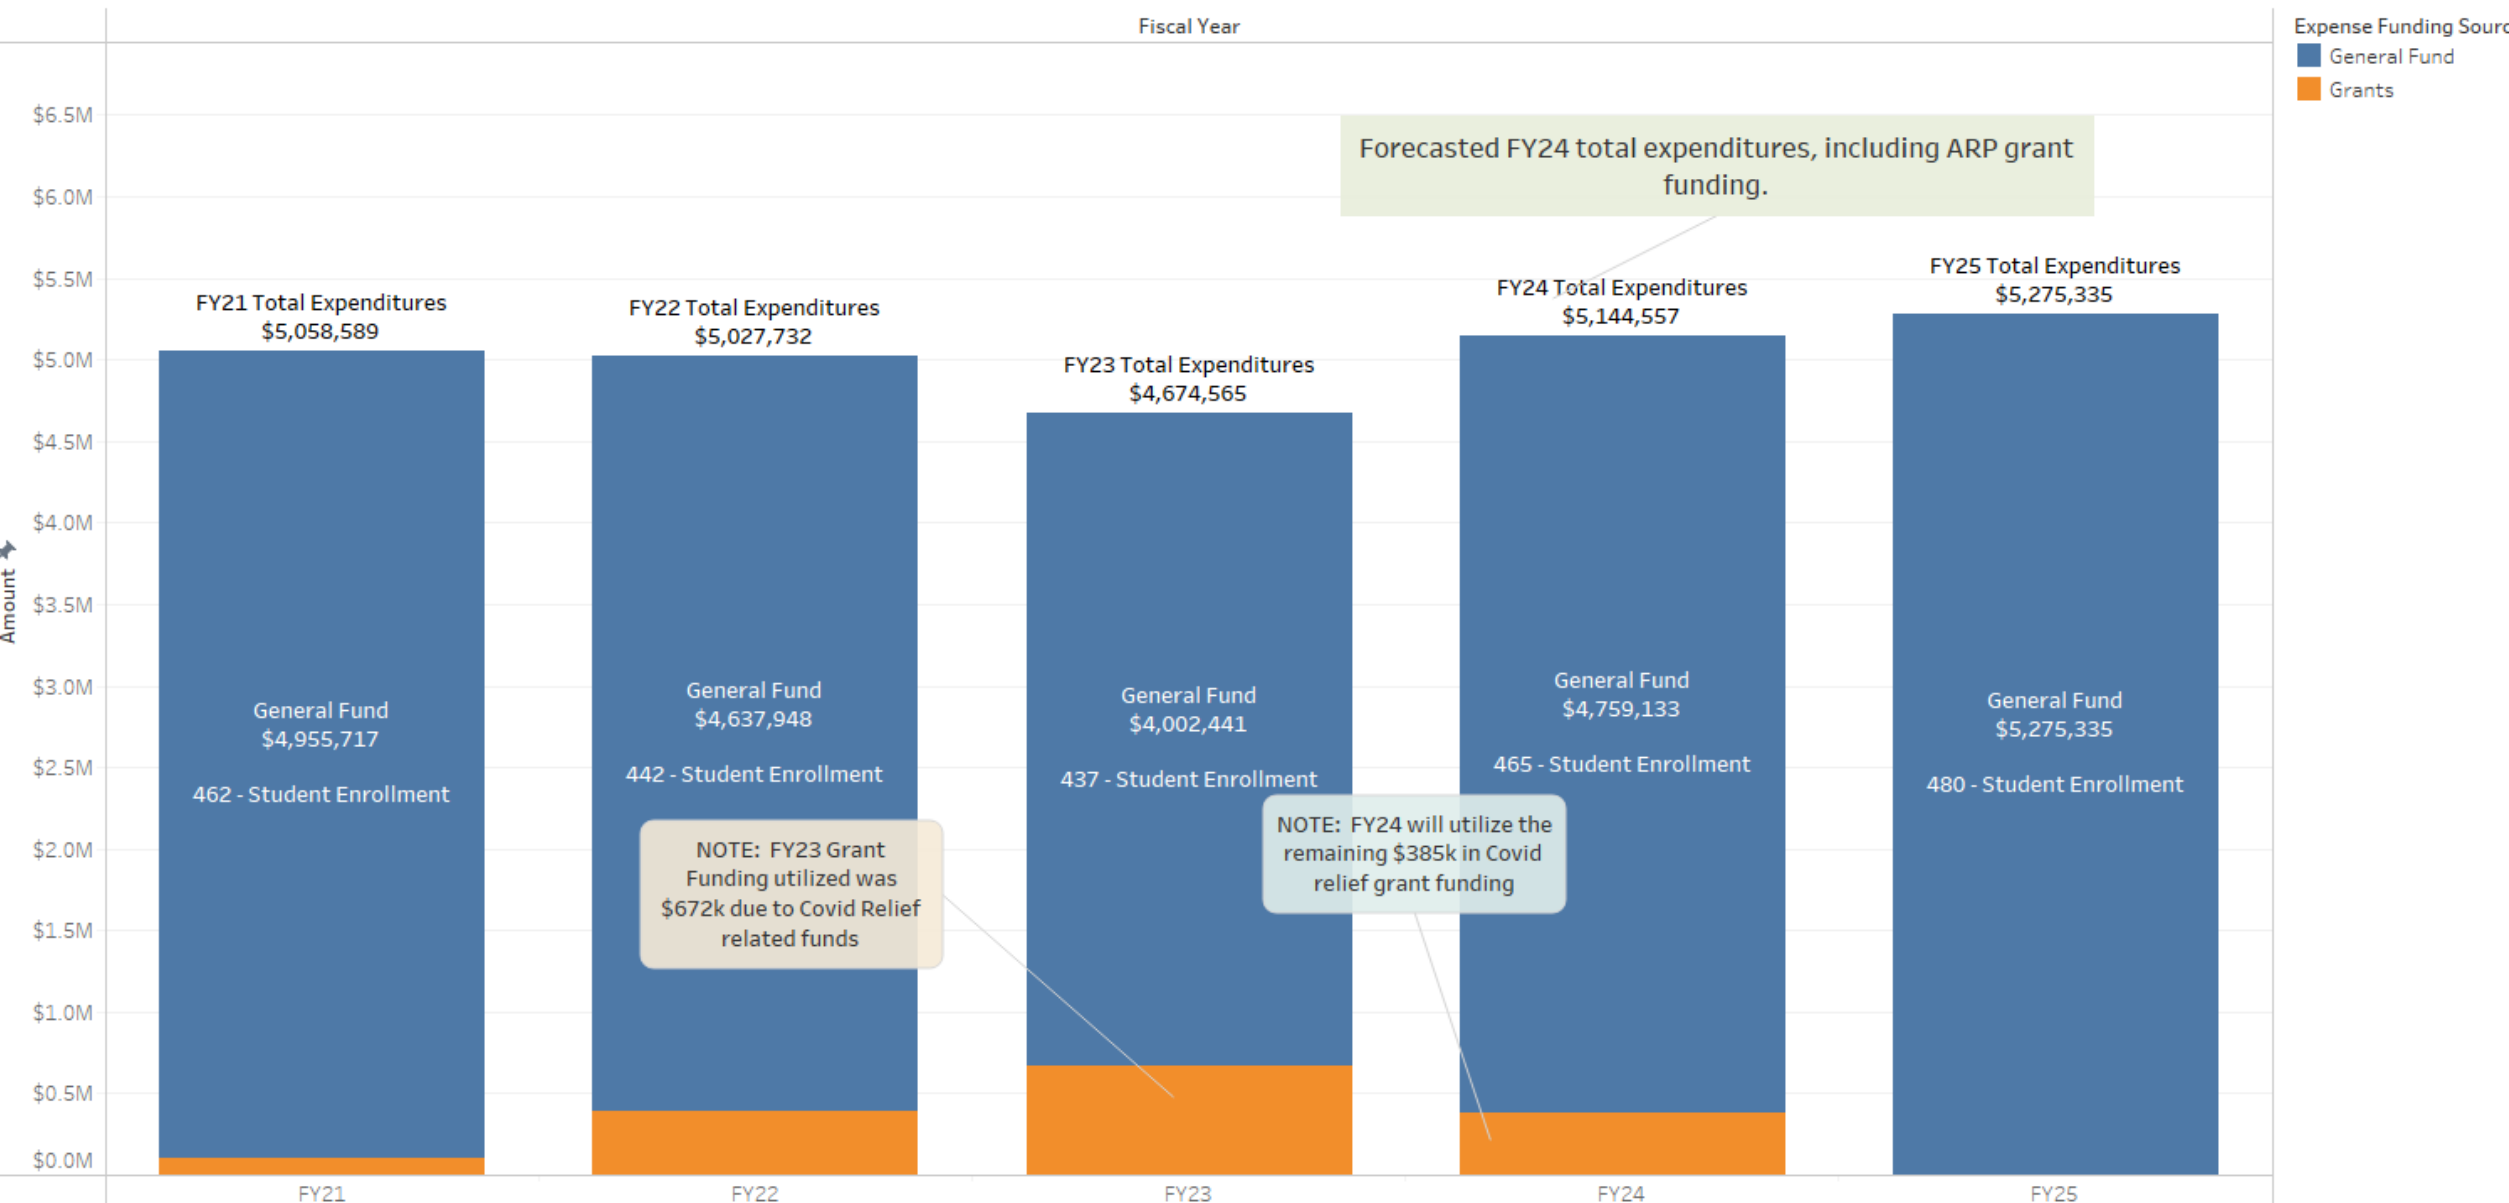 Fiscal Year
Expense Funding Sourc
General Fund
Grants
$6.5M
$6.0M
$5.5M
$5.0M
$4.5M
$4.0M
$3.5M
$3.0M
$2.5M
$2.0M
$1.5M
$1.0M
$0.5M
$0.0M
Amount
Forecasted FY24 total expenditures, including ARP grant
funding.
FY21 Total Expenditures
$5,058,589
General Fund
$4,955,717
462 - Student Enrollment
FY22 Total Expenditures
$5,027,732
General Fund
$4,637,948
442 - Student Enrollment
NOTE: FY23 Grant
Funding utilized was
$672k due to Covid Relief
related funds
FY23 Total Expenditures
$4,674,565
General Fund
$4,002,441
437 - Student Enrollment
NOTE: FY24 will utilize the
remaining $385k in Covid
relief grant funding
FY24 Total Expenditures
$5,144,557
General Fund
$4,759,133
465 - Student Enrollment
FY25 Total Expenditures
$5,275,335
General Fund
$5,275,335
480 - Student Enrollment
FY21
FY22
FY23
FY24
FY25